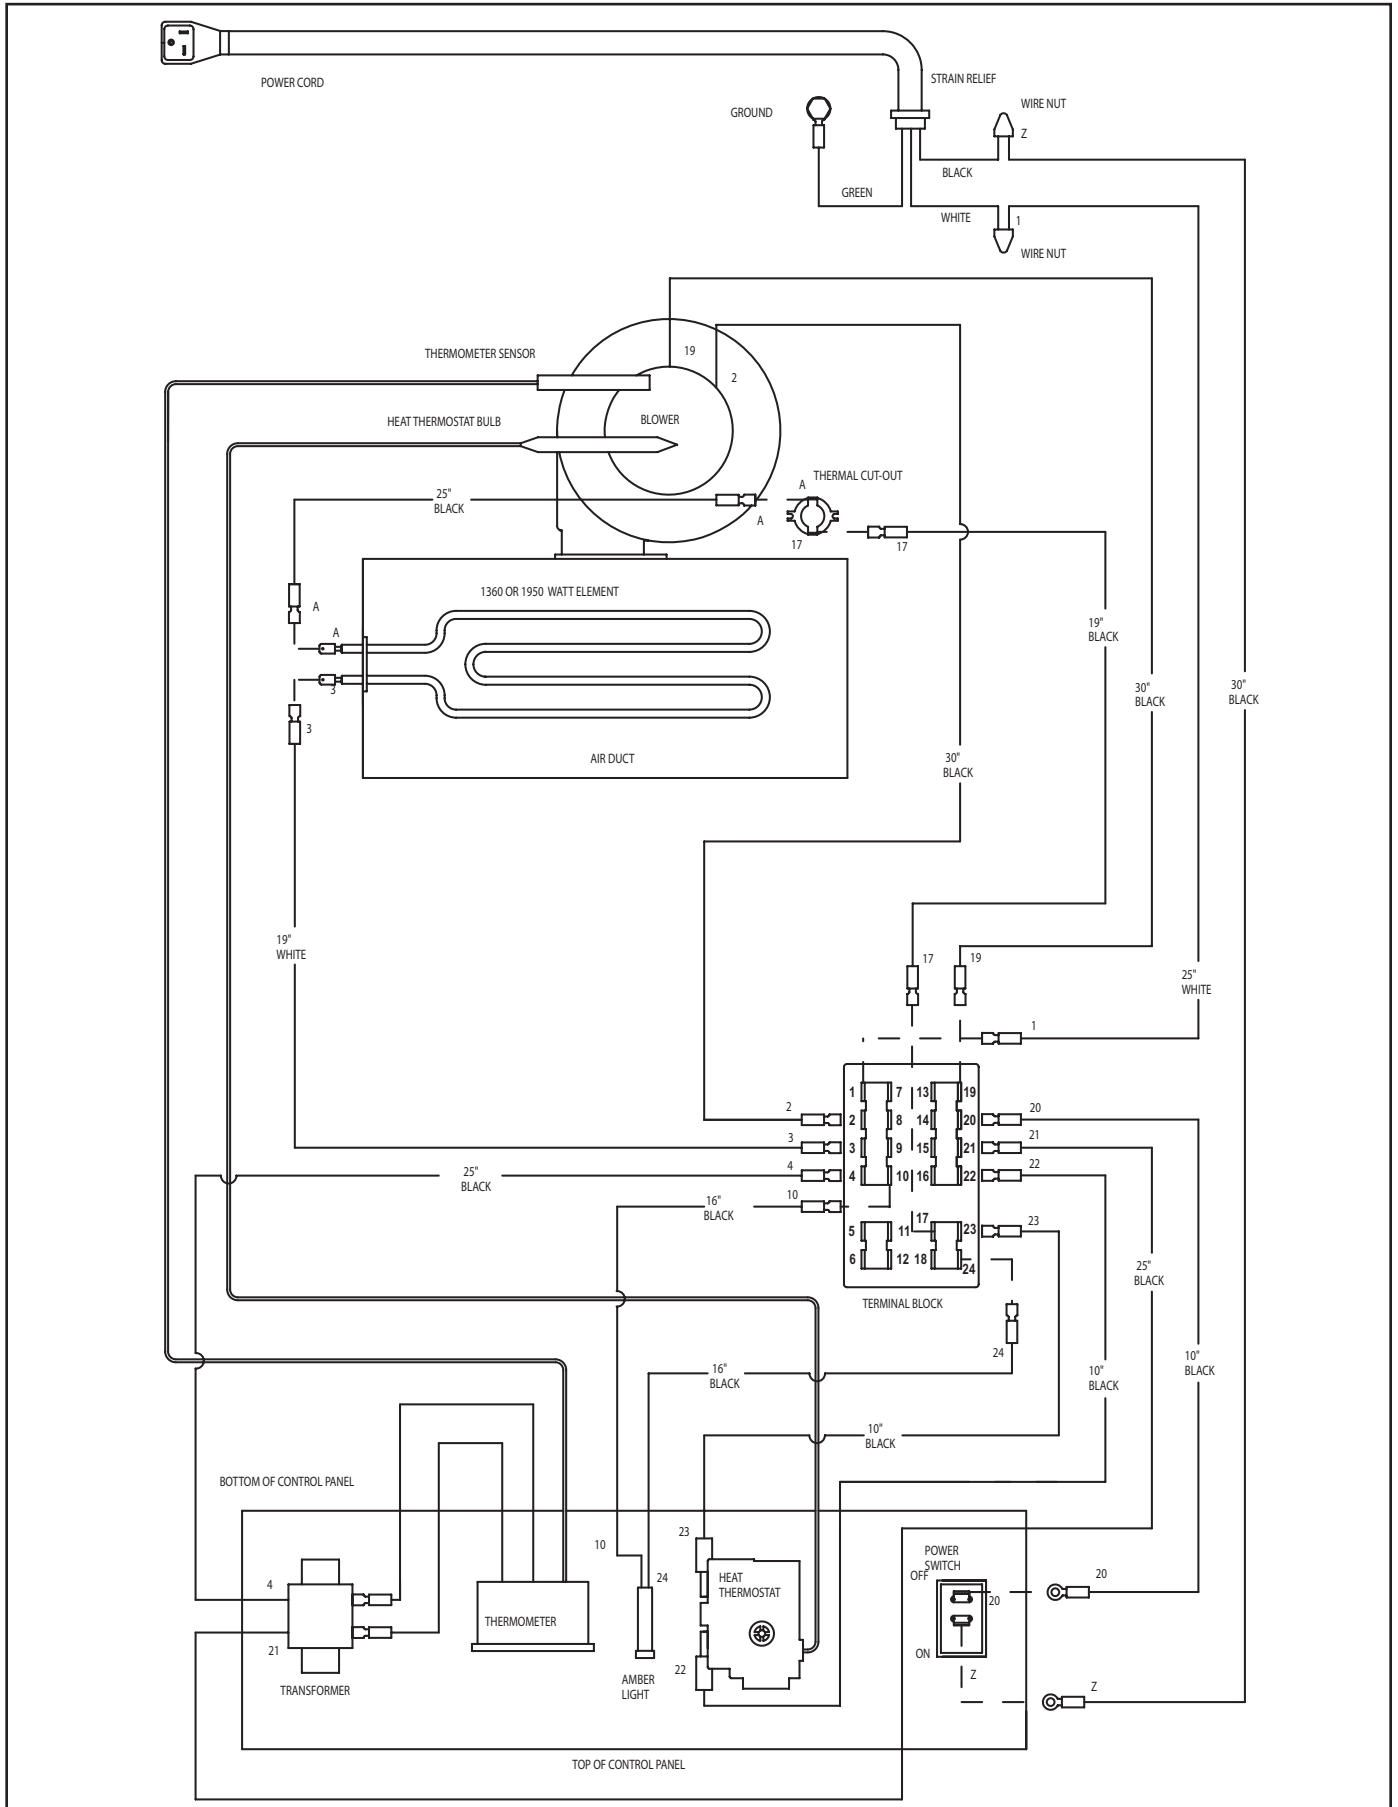 POWER CORD
STRAIN RELIEF
WIRE NUT
GROUND
Z
BLACK
GREEN
WHITE
1
WIRE NUT
19
THERMOMETER SENSOR
2
HEAT THERMOSTAT BULB
BLOWER
THERMAL CUT-OUT
A
25"
BLACK
A
17
17
1360 OR 1950 WATT ELEMENT
A
A
19"
BLACK
3
30"
BLACK
30"
BLACK
3
AIR DUCT
30"
BLACK
19"
WHITE
17
19
25"
WHITE
1
1 7 13 19
2
2 8 14 20
20
3
3 9 15 21
21
4
4 10 16 22
22
25"
BLACK
10
16"
BLACK
17
23
5 11 23
6 12 18 24
25"
BLACK
TERMINAL BLOCK
24
16"
BLACK
10"
BLACK
10"
BLACK
10"
BLACK
BOTTOM OF CONTROL PANEL
23
10
POWER
SWITCH
OFF
4
24
HEAT
THERMOSTAT
20
20
THERMOMETER
21
ON
22
Z
Z
AMBER
LIGHT
TRANSFORMER
TOP OF CONTROL PANEL